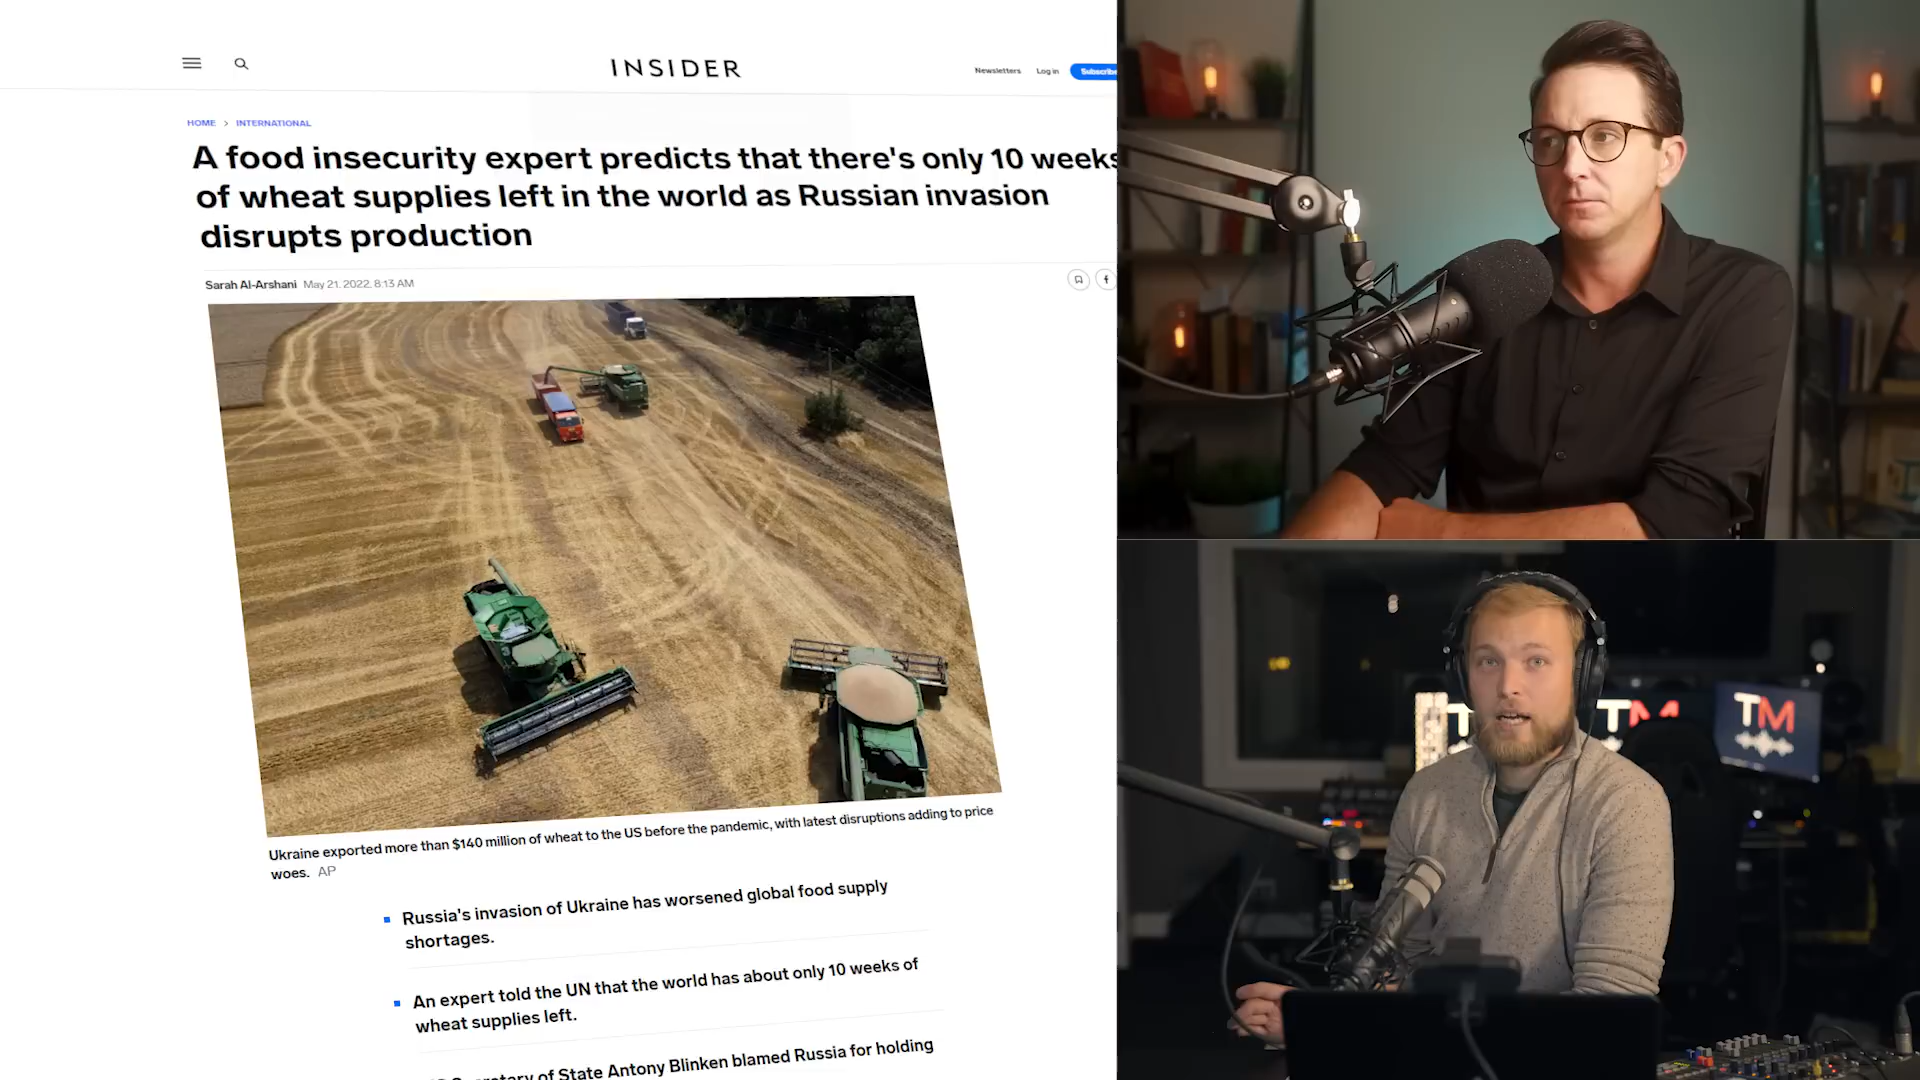 INSIDER
Newsletters Log in Subscribe
HOME > INTERNATIONAL
A food insecurity expert predicts that there's only 10 weeks
of wheat supplies left in the world as Russian invasion
disrupts production
Sarah Al-Arshani May 21, 2022, 8:13 AM
Ukraine exported more than $140 million of wheat to the US before the pandemic, with latest disruptions adding to price
woes. AP
Russia's invasion of Ukraine has worsened global food supply
shortages.
An expert told the UN that the world has about only 10 weeks of
wheat supplies left.
of State Antony Blinken blamed Russia for holding
TM
TM